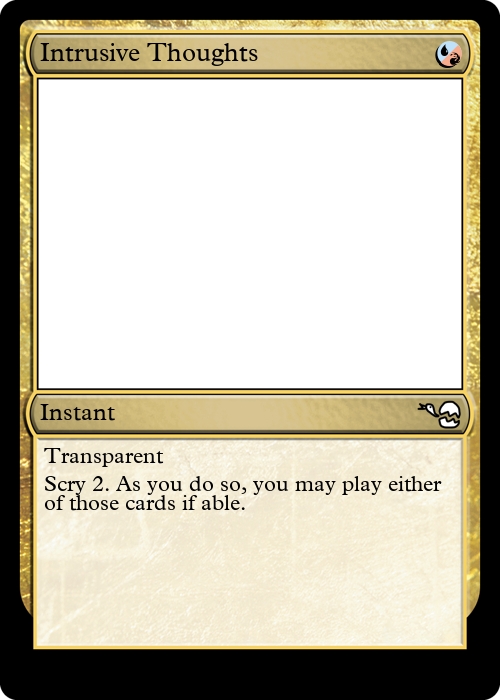 Intrusive Thoughts
Instant
Transparent
Scry 2. As you do so, you may play either
of those cards if able.